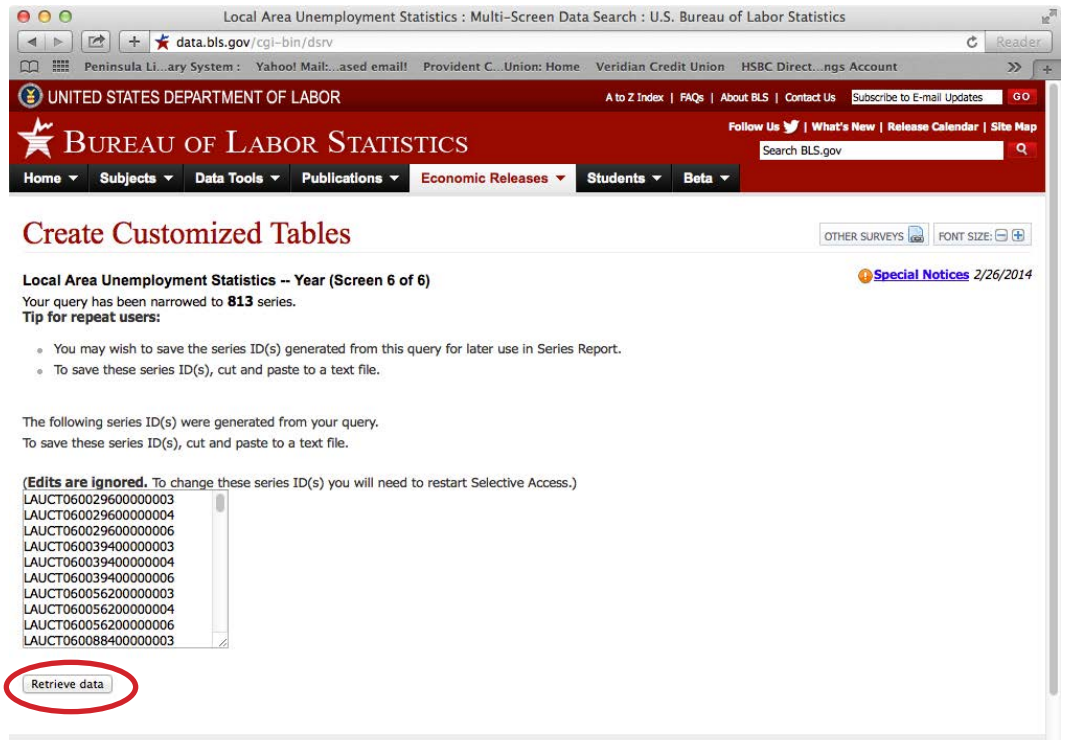 Local Area Unemployment Statistics : Multi-Screen Data Search : U.S. Bureau of Labor Statistics
data.bls.gov/cgi-bin/dsrv
Reader
Peninsula Li...ary System : Yahoo! Mail:...ased email! Provident C...Union: Home Veridian Credit Union HSBC Direct...ngs Account >> +
UNITED STATES DEPARTMENT OF LABOR
A to Z Index | FAQs | About BLS | Contact Us Subscribe to E-mail Updates GO
Follow Us | What's New | Release Calendar | Site Map
BUREAU OF LABOR STATISTICS
Search BLS.gov
Home Subjects Data Tools Publications Economic Releases Students Beta
Create Customized Tables
OTHER SURVEYS FONT SIZE: - +
Local Area Unemployment Statistics -- Year (Screen 6 of 6)
Special Notices 2/26/2014
Your query has been narrowed to 813 series.
Tip for repeat users:
You may wish to save the series ID(s) generated from this query for later use in Series Report.
To save these series ID(s), cut and paste to a text file.
The following series ID(s) were generated from your query.
To save these series ID(s), cut and paste to a text file.
(Edits are ignored. To change these series ID(s) you will need to restart Selective Access.)
LAUCT060029600000003
LAUCT060029600000004
LAUCT060029600000006
LAUCT060039400000003
LAUCT060039400000004
LAUCT060039400000006
LAUCT060056200000003
LAUCT060056200000004
LAUCT060056200000006
LAUCT060088400000003
Retrieve data